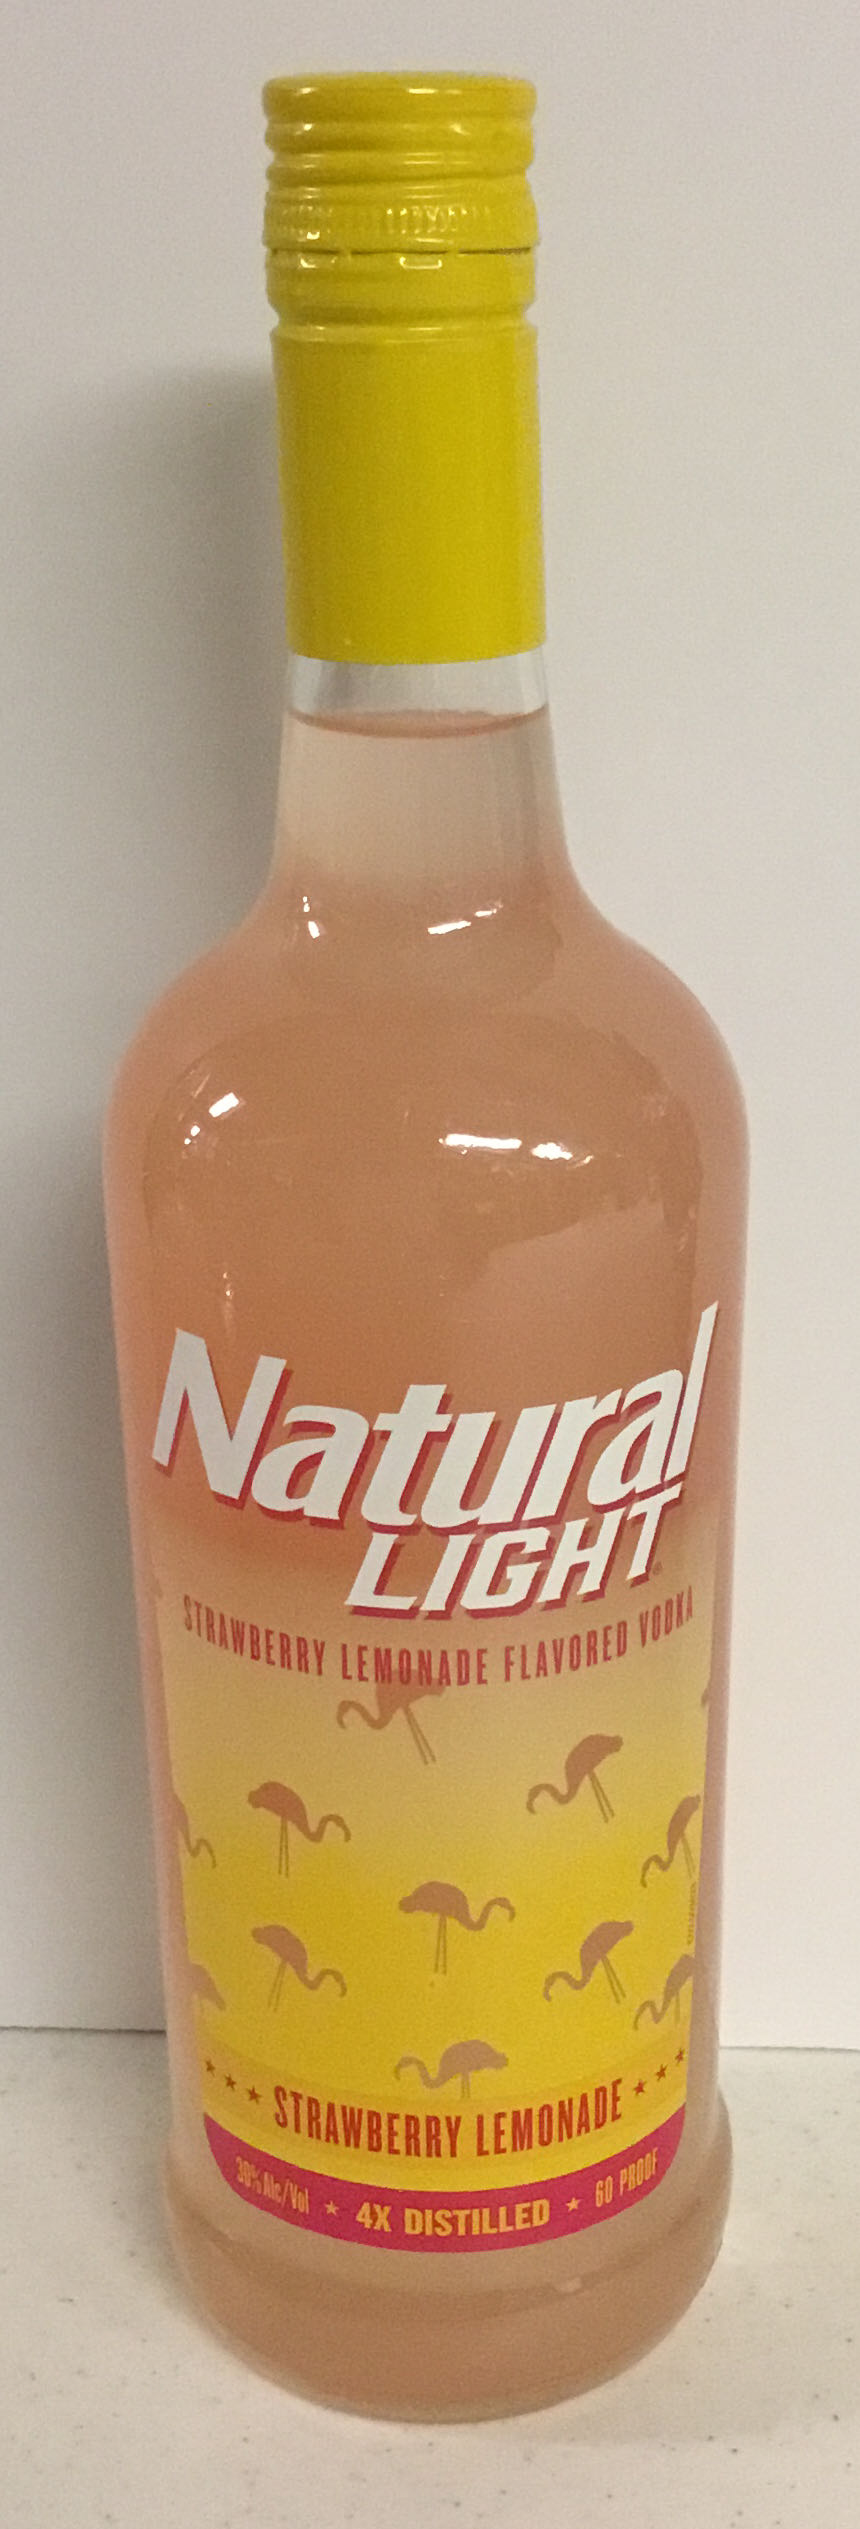 Natural
LIGHT
STRAWBERRY LEMONADE FLAVORED VODKA
STRAWBERRY LEMONADE
30% Alc/Vol ★ 4X DISTILLED ★ 60 PROOF